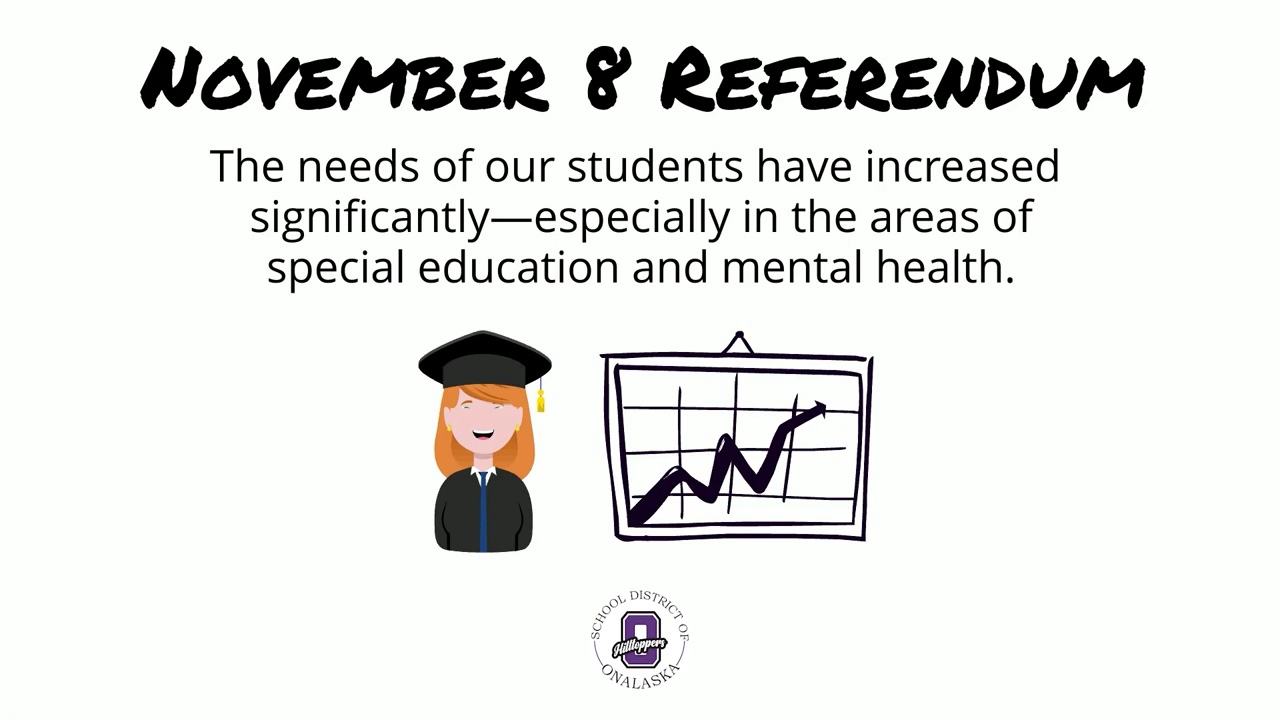 November 8 Referendum
The needs of our students have increased
significantly—especially in the areas of
special education and mental health.
SCHOOL DISTRICT OF
Hilltoppers
ONALASKA